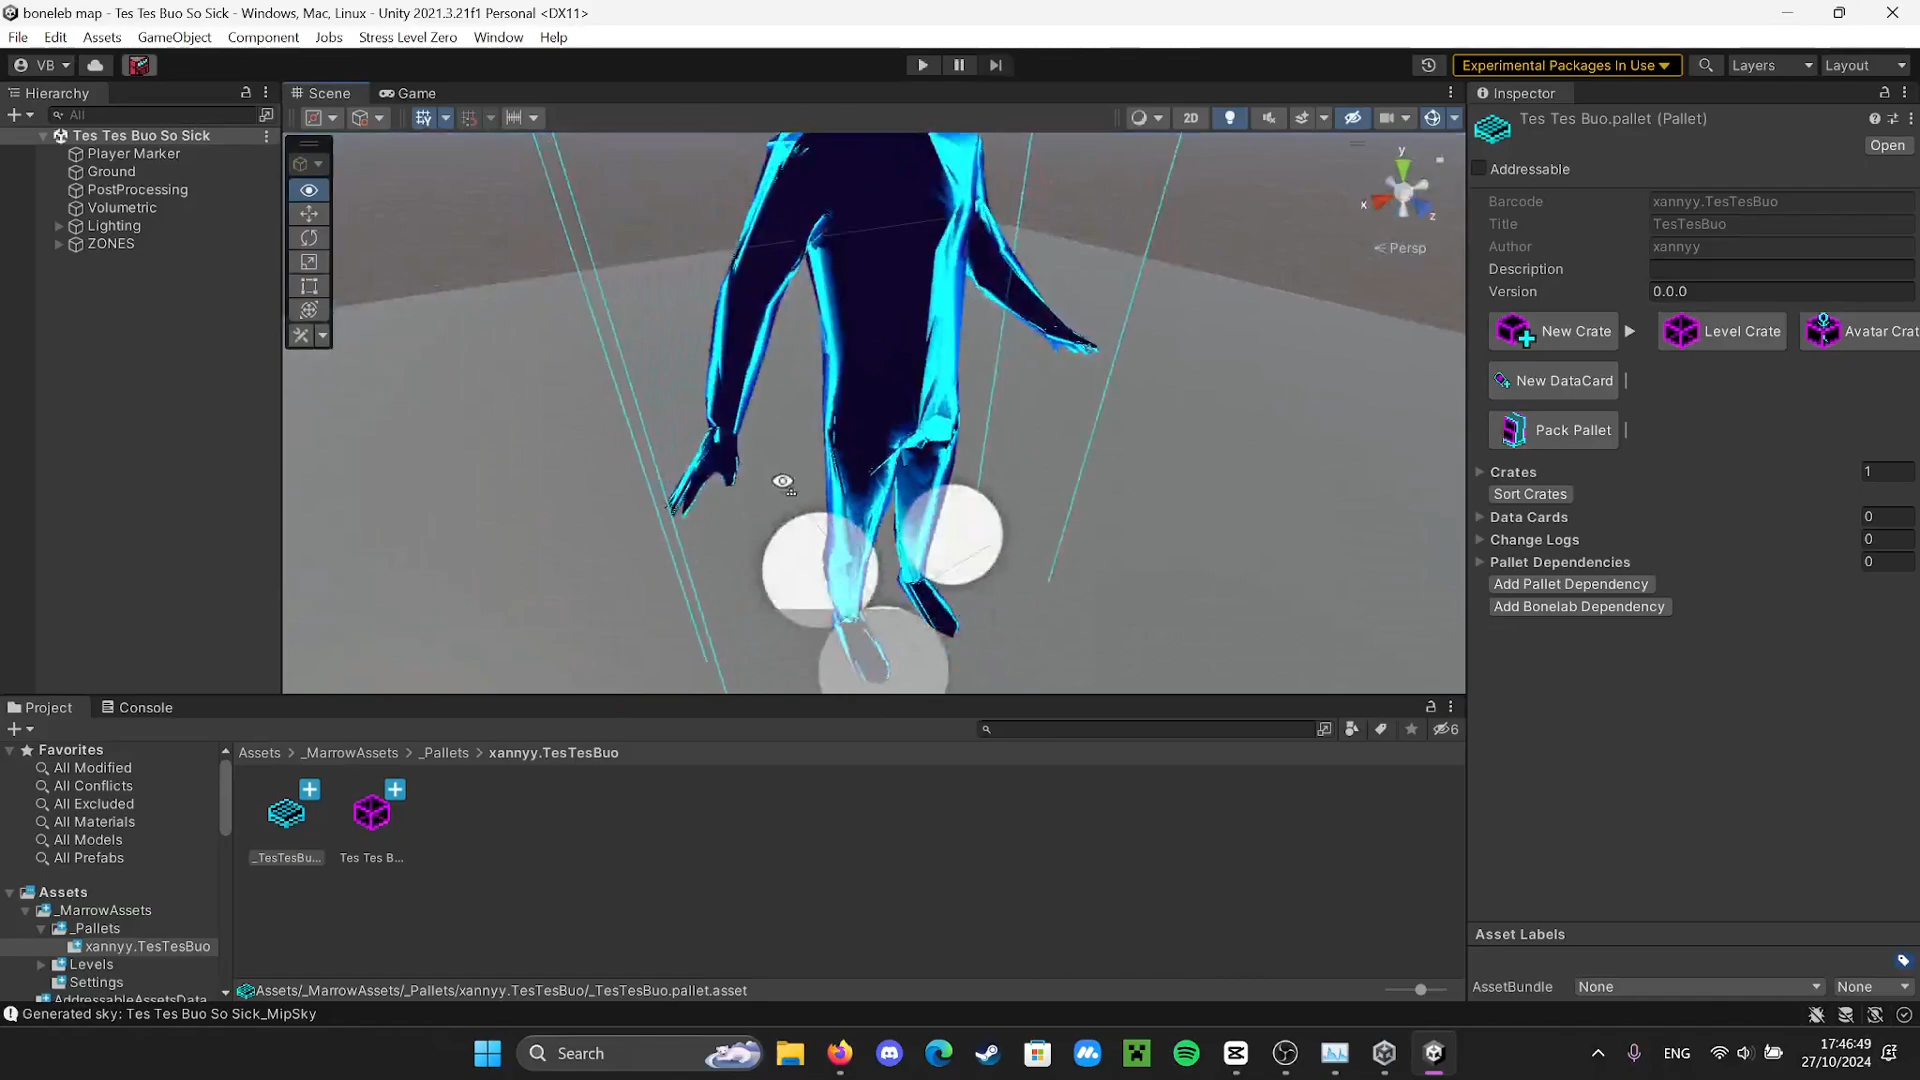 boneleb map - Tes Tes Buo So Sick - Windows, Mac, Linux - Unity 2021.3.21f1 Personal <DX11>
File Edit Assets GameObject Component Jobs Stress Level Zero Window Help
VB Experimental Packages In Use Layers Layout
Hierarchy Scene Game Inspector
All 2D
Tes Tes Buo.pallet (Pallet)
Open
Tes Tes Buo So Sick
Player Marker
Ground
PostProcessing
Volumetric
Lighting
ZONES
y
x
z
Persp
Addressable
Barcode xannyy.TesTesBuo
Title TesTesBuo
Author xannyy
Description
Version 0.0.0
New Crate Level Crate Avatar Crat
New DataCard
Pack Pallet
Crates 1
Sort Crates
Data Cards 0
Change Logs 0
Pallet Dependencies 0
Add Pallet Dependency
Add Bonelab Dependency
Project Console
6
Favorites
All Modified
All Conflicts
All Excluded
All Materials
All Models
All Prefabs
Assets
_MarrowAssets
_Pallets
xannyy.TesTesBuo
Levels
Settings
AddressableAssetsData
Assets > _MarrowAssets > _Pallets > xannyy.TesTesBuo
_TesTesBu... Tes Tes B...
Assets/_MarrowAssets/_Pallets/xannyy.TesTesBuo/_TesTesBuo.pallet.asset
Asset Labels
AssetBundle None None
Generated sky: Tes Tes Buo So Sick_MipSky
Search
ENG
17:46:49
27/10/2024